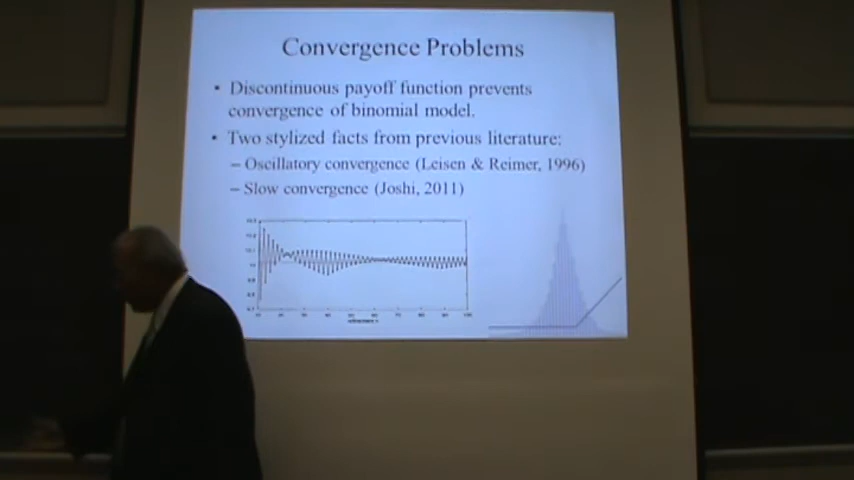 Convergence Problems
• Discontinuous payoff function prevents
convergence of binomial model.
• Two stylized facts from previous literature:
– Oscillatory convergence (Leisen & Reimer, 1996)
– Slow convergence (Joshi, 2011)